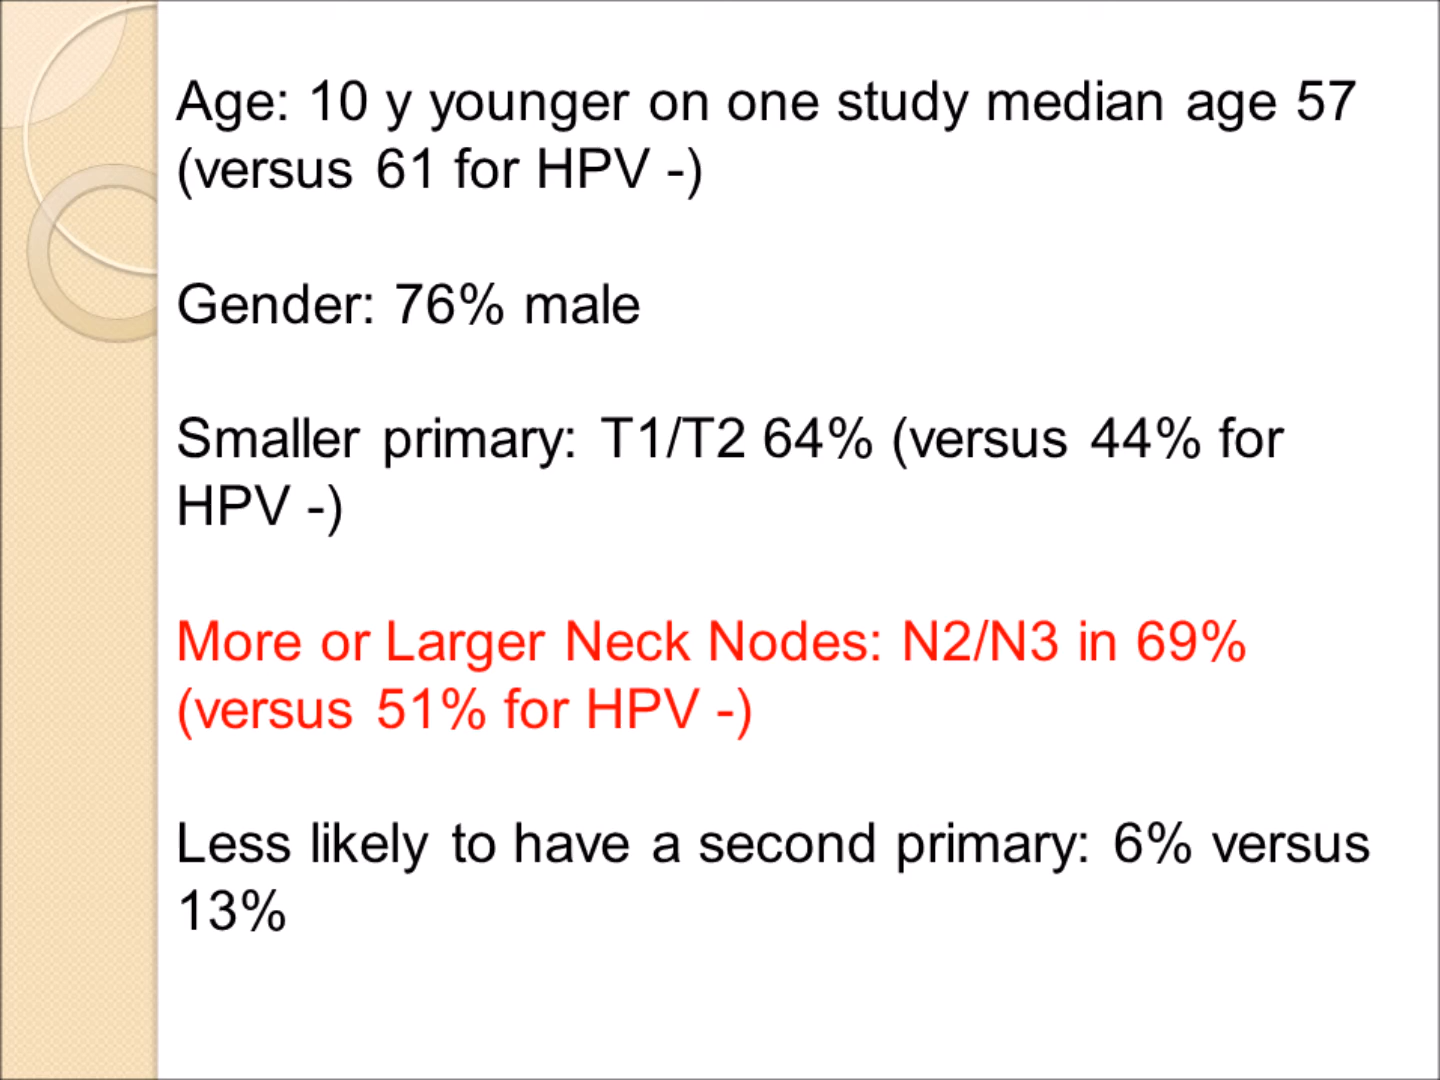 Age: 10 y younger on one study median age 57
(versus 61 for HPV -)
Gender: 76% male
Smaller primary: T1/T2 64% (versus 44% for
HPV -)
More or Larger Neck Nodes: N2/N3 in 69%
(versus 51% for HPV -)
Less likely to have a second primary: 6% versus
13%